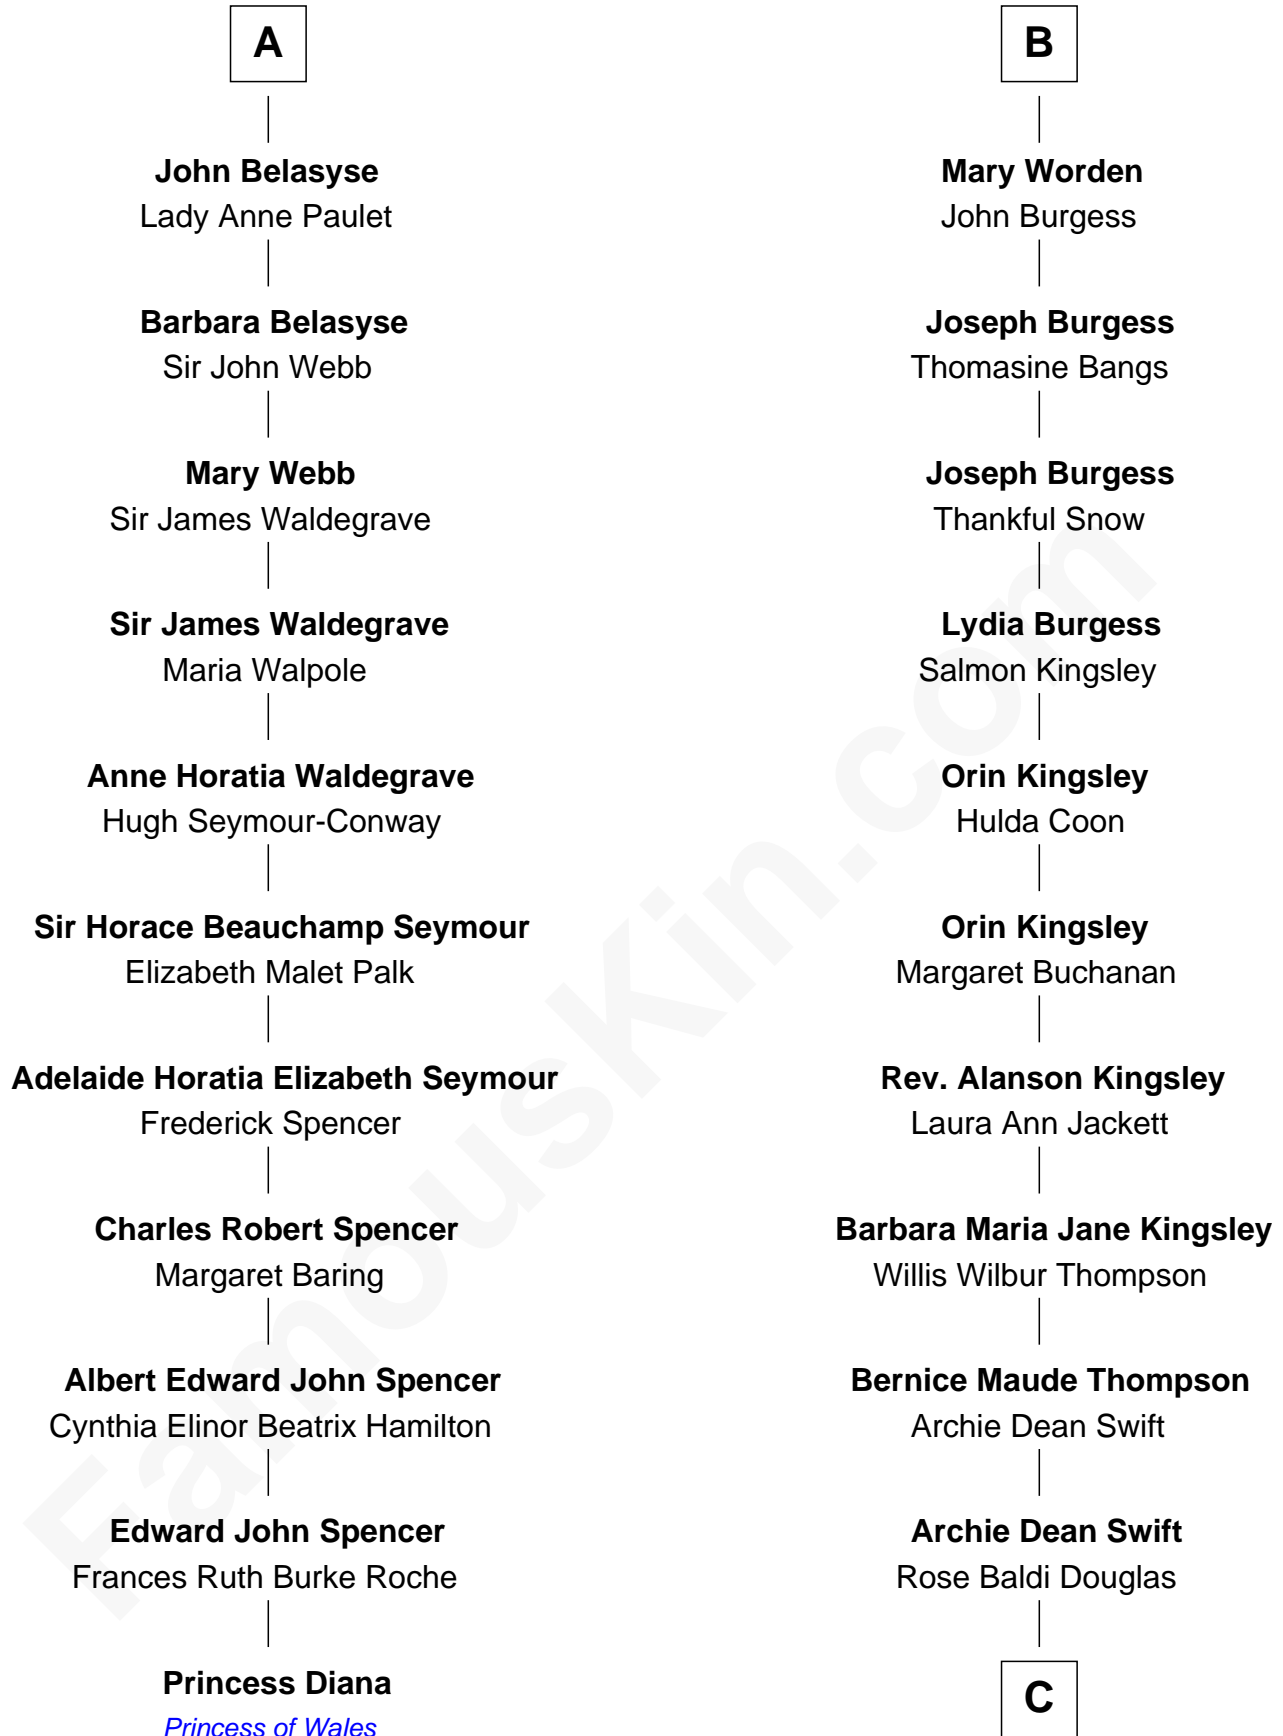 A
John Belasyse
Lady Anne Paulet
Barbara Belasyse
Sir John Webb
Mary Webb
Sir James Waldegrave
Sir James Waldegrave
Maria Walpole
Anne Horatia Waldegrave
Hugh Seymour-Conway
Sir Horace Beauchamp Seymour
Elizabeth Malet Palk
Adelaide Horatia Elizabeth Seymour
Frederick Spencer
Charles Robert Spencer
Margaret Baring
Albert Edward John Spencer
Cynthia Elinor Beatrix Hamilton
Edward John Spencer
Frances Ruth Burke Roche
Princess Diana
Princess of Wales
B
Mary Worden
John Burgess
Joseph Burgess
Thomasine Bangs
Joseph Burgess
Thankful Snow
Lydia Burgess
Salmon Kingsley
Orin Kingsley
Hulda Coon
Orin Kingsley
Margaret Buchanan
Rev. Alanson Kingsley
Laura Ann Jackett
Barbara Maria Jane Kingsley
Willis Wilbur Thompson
Bernice Maude Thompson
Archie Dean Swift
Archie Dean Swift
Rose Baldi Douglas
C
FamousKin.com